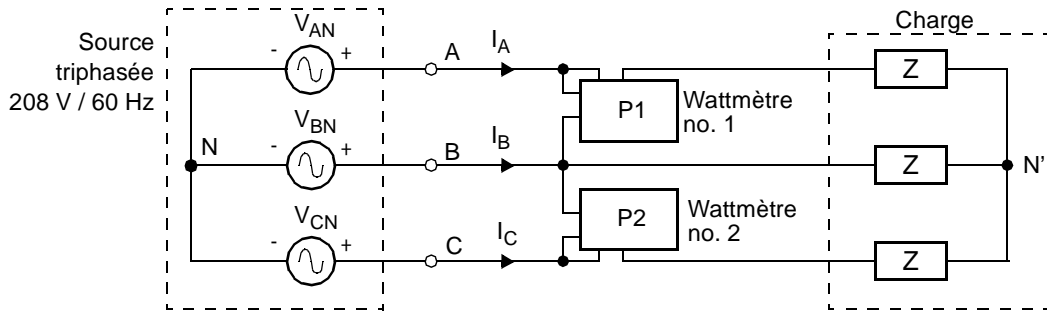 Source
triphasée
208 V / 60 Hz
VAN
- +
VBN
- +
VCN
- +
N
A
B
C
IA
IB
IC
P1
Wattmètre
no. 1
P2
Wattmètre
no. 2
Charge
Z
Z
Z
N'